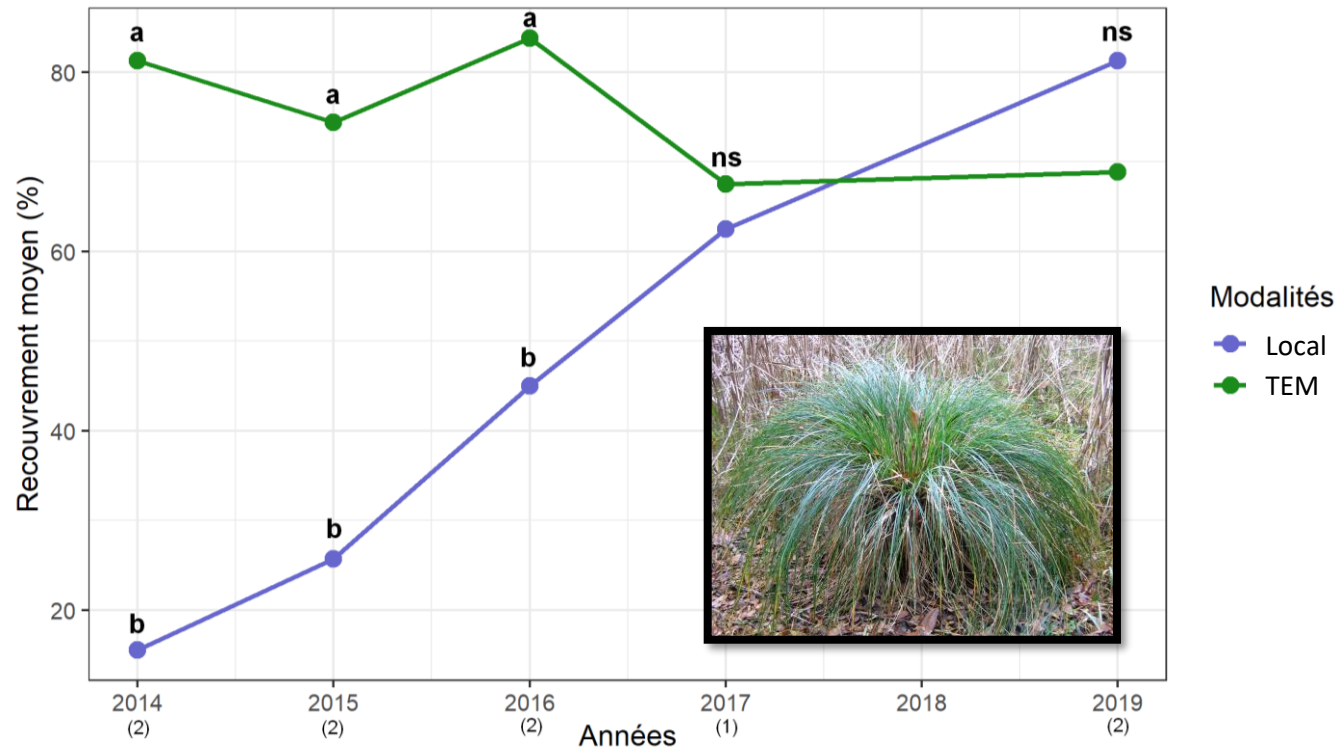 Recouvrement moyen (%)
80
60
40
20
a
a
a
ns
ns
b
b
b
b
2014
2015
2016
2017
2018
2019
(2)
(2)
(2)
(1)
(2)
Années
Modalités
Local
TEM